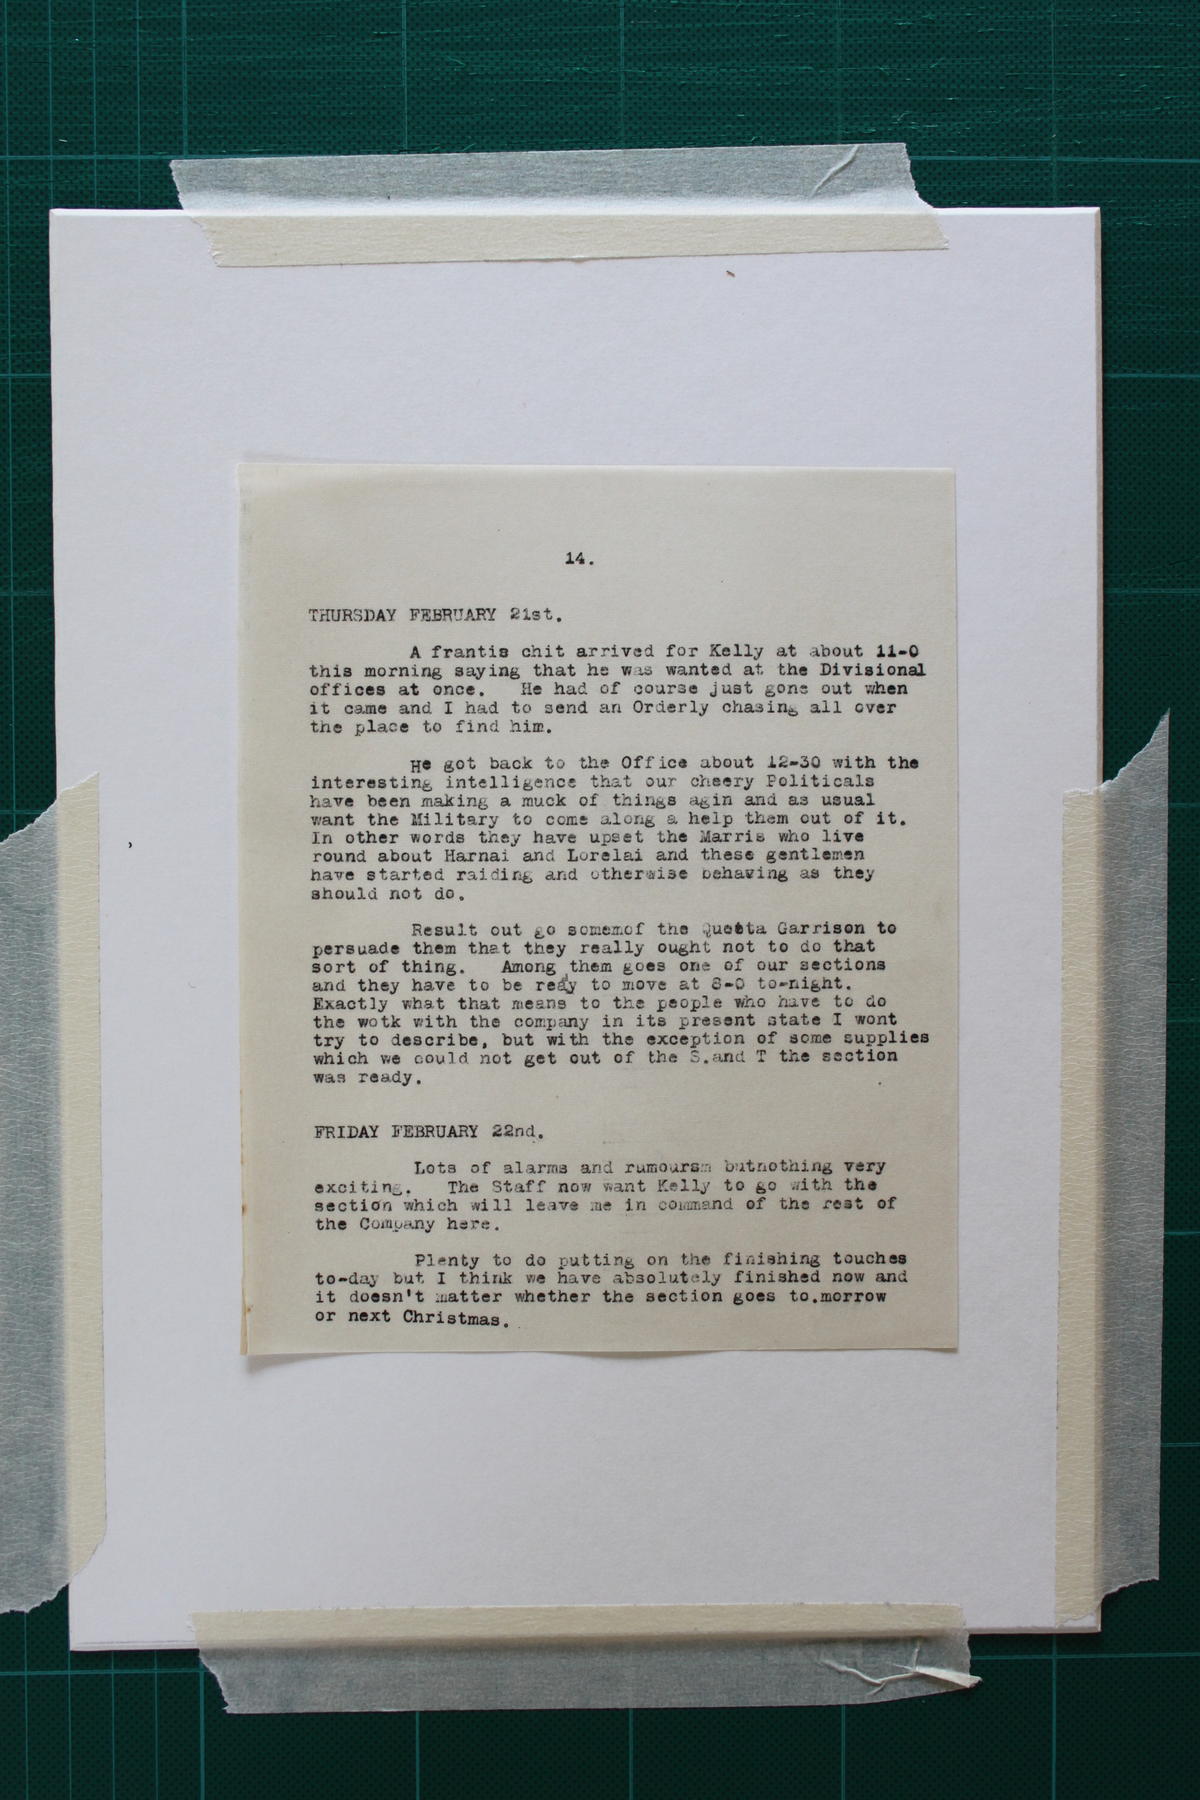 14.
THURSDAY FEBRUARY 21st.
A frantis chit arrived for Kelly at about 11-0
this morning saying that he was wanted at the Divisional
offices at once. He had of course just gone out when
it came and I had to send an Orderly chasing all over
the place to find him.
He got back to the Office about 12-30 with the
interesting intelligence that our cheery Politicals
have been making a muck of things agin and as usual
want the Military to come along a help them out of it.
In other words they have upset the Marris who live
round about Harnai and Lorelai and these gentlemen
have started raiding and otherwise behaving as they
should not do.
Result out go somemof the Quetta Garrison to
persuade them that they really ought not to do that
sort of thing. Among them goes one of our sections
and they have to be ready to move at 8-0 to-night.
Exactly what that means to the people who have to do
the wotk with the company in its present state I wont
try to describe, but with the exception of some supplies
which we could not get out of the S.and T the section
was ready.
FRIDAY FEBRUARY 22nd.
Lots of alarms and rumoursm butnothing very
exciting. The Staff now want Kelly to go with the
section which will leave me in command of the rest of
the Company here.
Plenty to do putting on the finishing touches
to-day but I think we have absolutely finished now and
it doesn't matter whether the section goes to.morrow
or next Christmas.